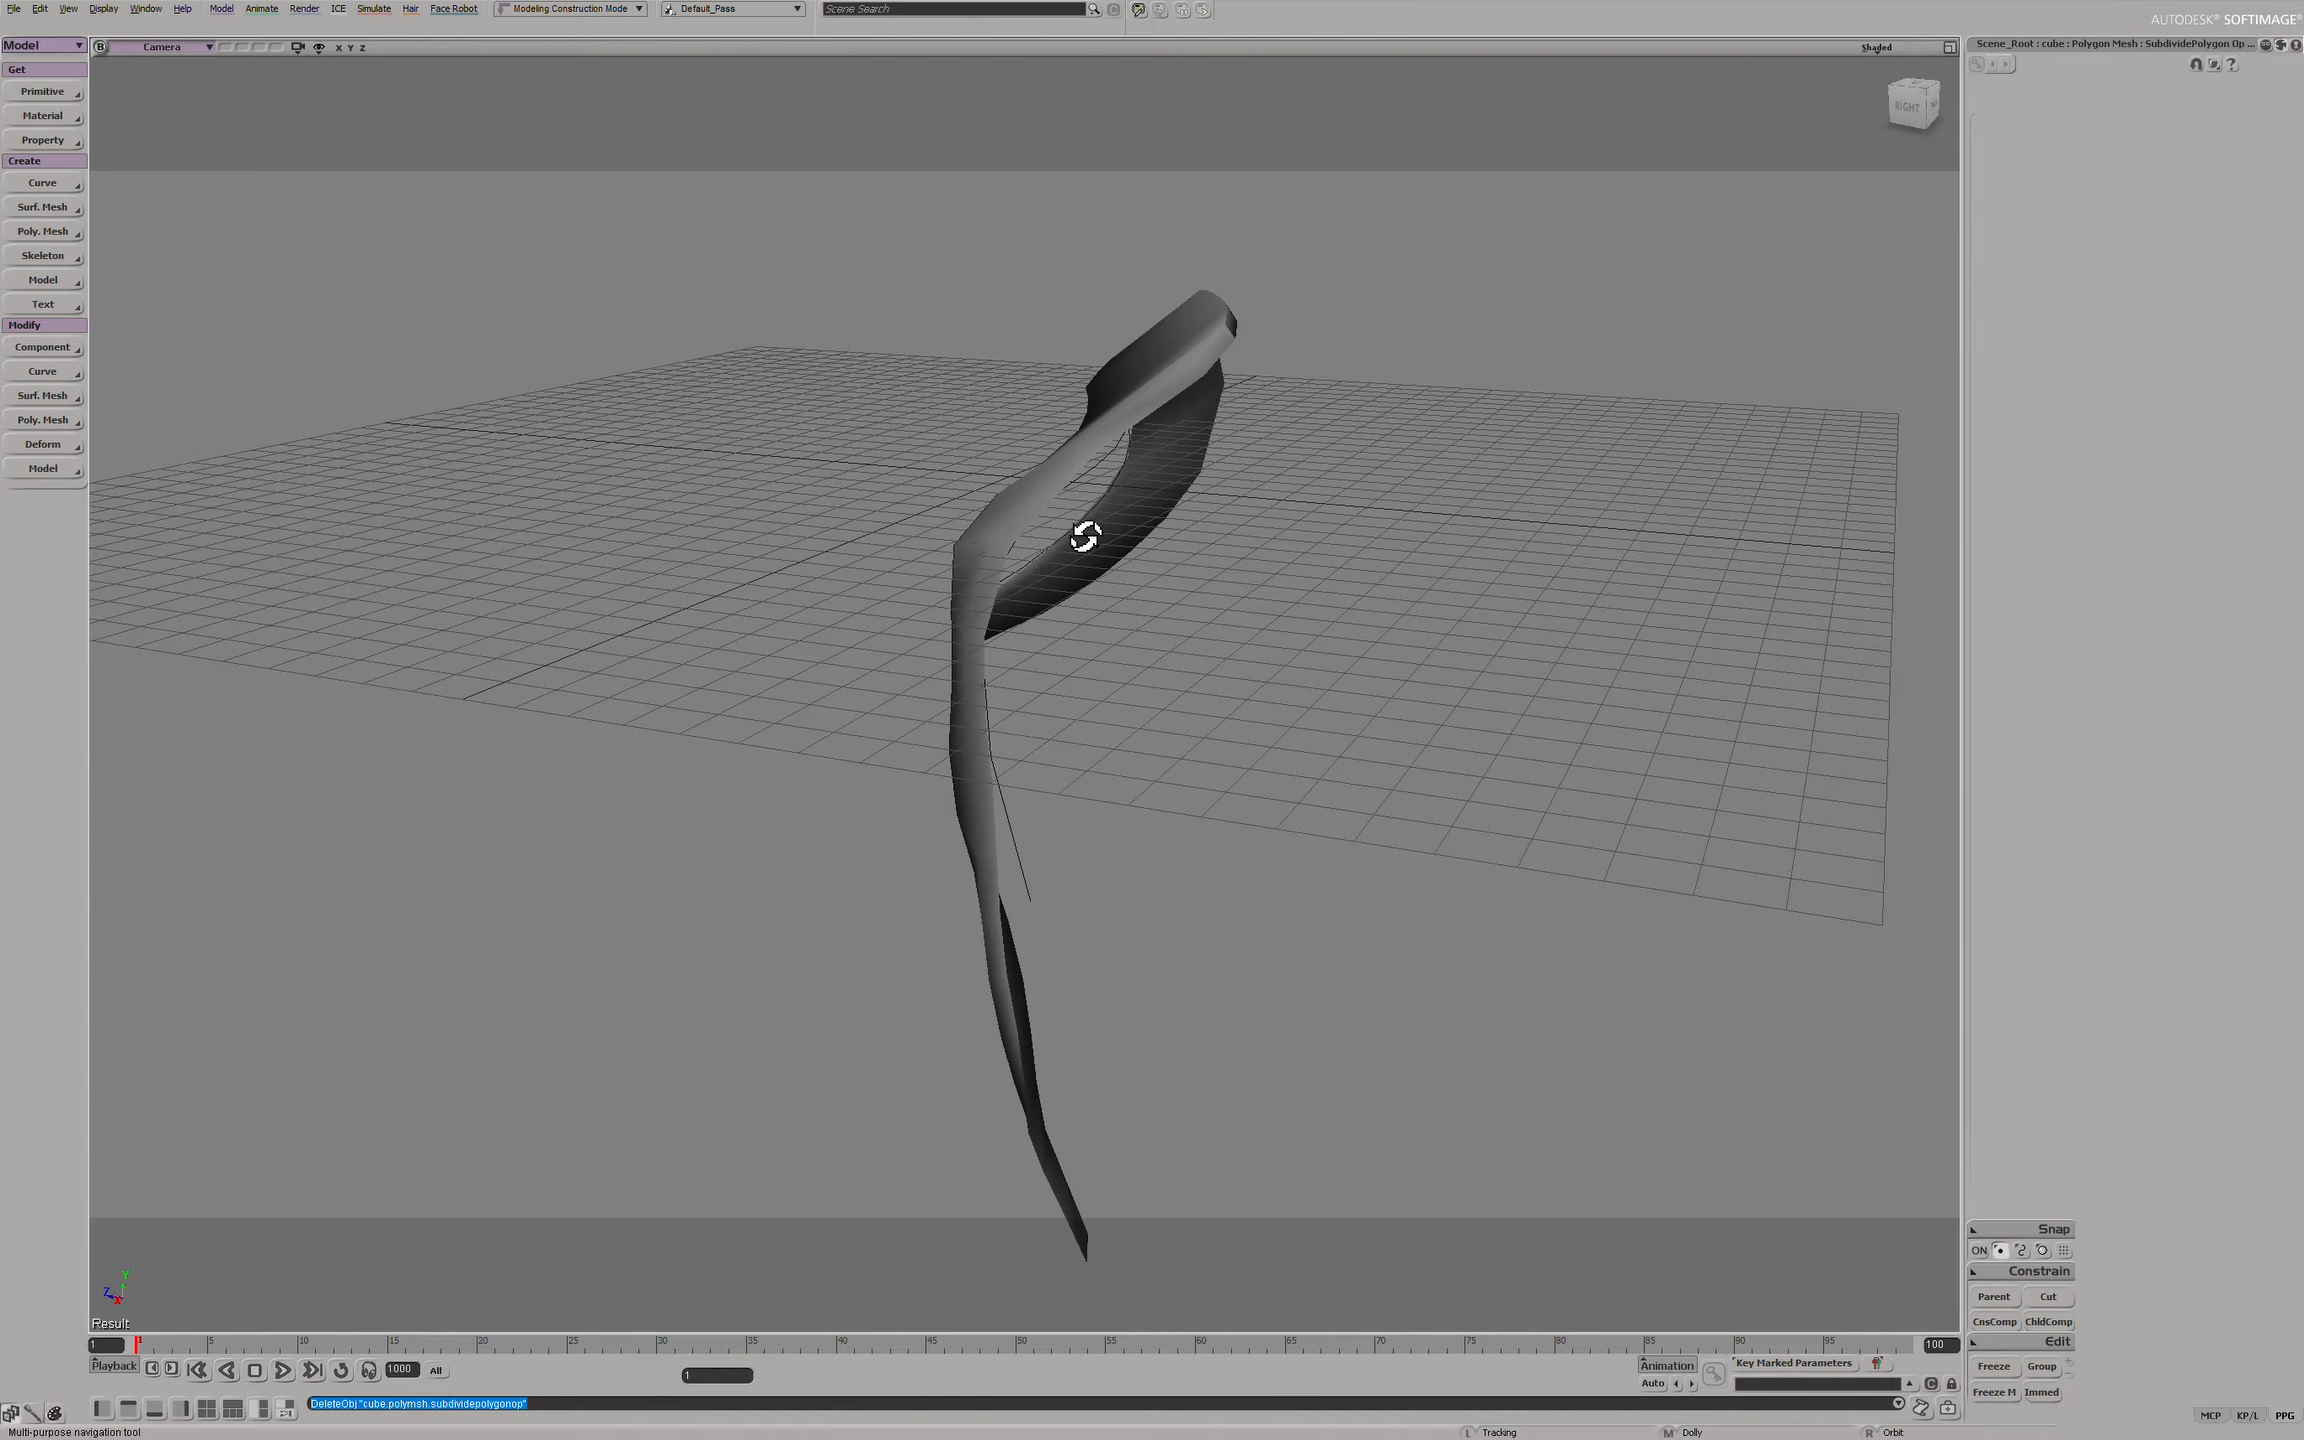 File Edit View Display Window Help Model Animate Render ICE Simulate Hair Face Robot Modeling Construction Mode Default_Pass Scene Search C
AUTODESK® SOFTIMAGE®
Model B Camera X Y Z Shaded Scene_Root : cube : Polygon Mesh : SubdividePolygon Op ...
?
Get
Primitive
RIGHT
Material
Property
Create
Curve
Surf. Mesh
Poly. Mesh
Skeleton
Model
Text
Modify
Component
Curve
Surf. Mesh
Poly. Mesh
Deform
Model
Snap
ON
Constrain
Parent Cut
CnsComp ChldComp
Edit
Freeze Group
Freeze M Immed
Y
Z X
Result
1 1 5 10 15 20 25 30 35 40 45 50 55 60 65 70 75 80 85 90 95 100
Playback 1000 All 1 Animation Key Marked Parameters
Auto C
DeleteObj "cube.polymsh.subdividepolygonop"
MCP KP/L PPG
Multi-purpose navigation tool L Tracking M Dolly R Orbit